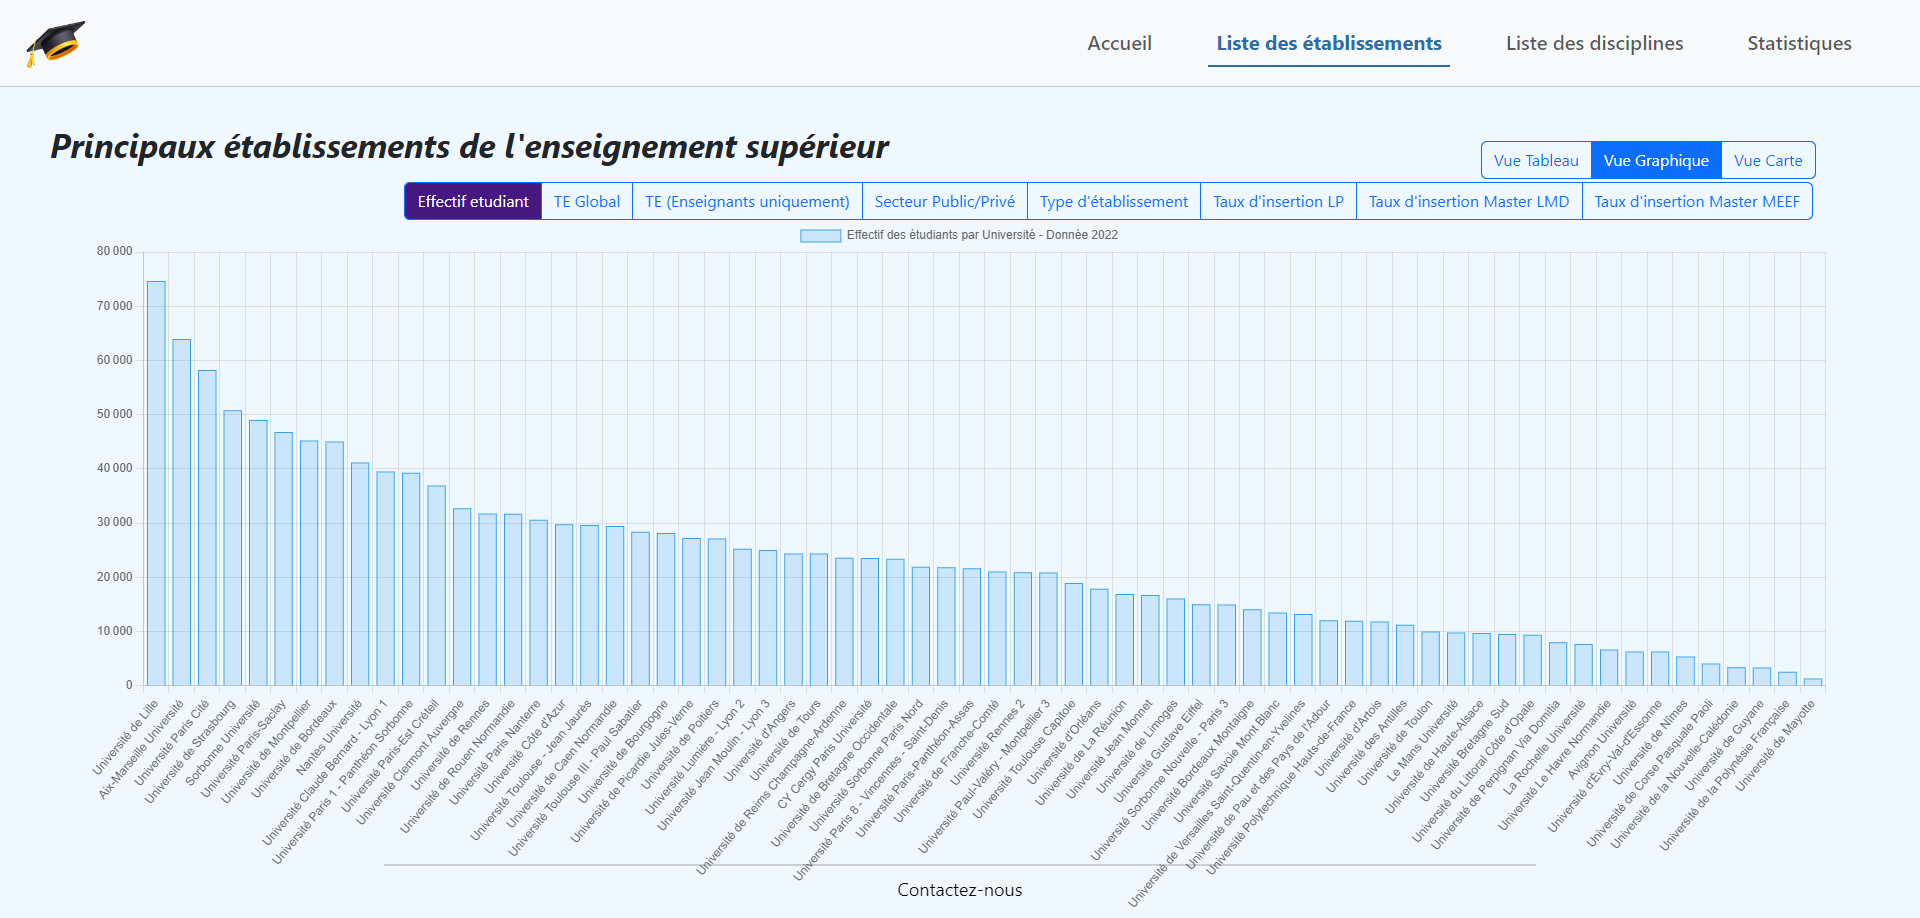 Accueil
Liste des établissements
Liste des disciplines
Statistiques
Principaux établissements de l'enseignement supérieur
Vue Tableau
Vue Graphique
Vue Carte
Effectif etudiant
TE Global
TE (Enseignants uniquement)
Secteur Public/Privé
Type d'établissement
Taux d'insertion LP
Taux d'insertion Master LMD
Taux d'insertion Master MEEF
Effectif des étudiants par Université - Donnée 2022
80 000
70 000
60 000
50 000
40 000
30 000
20 000
10 000
0
Université de Lille
Aix-Marseille Université
Université Paris Cité
Université de Strasbourg
Sorbonne Université
Université Paris-Saclay
Université de Montpellier
Université de Bordeaux
Nantes Université
Université Claude Bernard - Lyon 1
Université Paris 1 - Panthéon Sorbonne
Université Paris-Est Créteil
Université Clermont Auvergne
Université de Rennes
Université de Rouen Normandie
Université Paris Nanterre
Université Côte d'Azur
Université Toulouse - Jean Jaurès
Université de Caen Normandie
Université Toulouse III - Paul Sabatier
Université de Bourgogne
Université de Picardie Jules-Verne
Université de Poitiers
Université Lumière - Lyon 2
Université Jean Moulin - Lyon 3
Université d'Angers
Université de Tours
Université de Reims Champagne-Ardenne
CY Cergy Paris Université
Université de Bretagne Occidentale
Université Sorbonne Paris Nord
Université Paris 8 - Vincennes - Saint-Denis
Université Paris-Panthéon-Assas
Université de Franche-Comté
Université Rennes 2
Université Paul-Valéry - Montpellier 3
Université Toulouse Capitole
Université d'Orléans
Université de La Réunion
Université Jean Monnet
Université de Limoges
Université Gustave Eiffel
Université Sorbonne Nouvelle - Paris 3
Université Bordeaux Montaigne
Université Savoie Mont Blanc
Université de Versailles Saint-Quentin-en-Yvelines
Université de Pau et des Pays de l'Adour
Université Polytechnique Hauts-de-France
Université d'Artois
Université des Antilles
Université de Toulon
Le Mans Université
Université de Haute-Alsace
Université Bretagne Sud
Université du Littoral Côte d'Opale
Université de Perpignan Via Domitia
La Rochelle Université
Université Le Havre Normandie
Avignon Université
Université d'Évry-Val-d'Essonne
Université de Nîmes
Université de Corse Pasquale Paoli
Université de la Nouvelle-Calédonie
Université de Guyane
Université de la Polynésie Française
Université de Mayotte
Contactez-nous